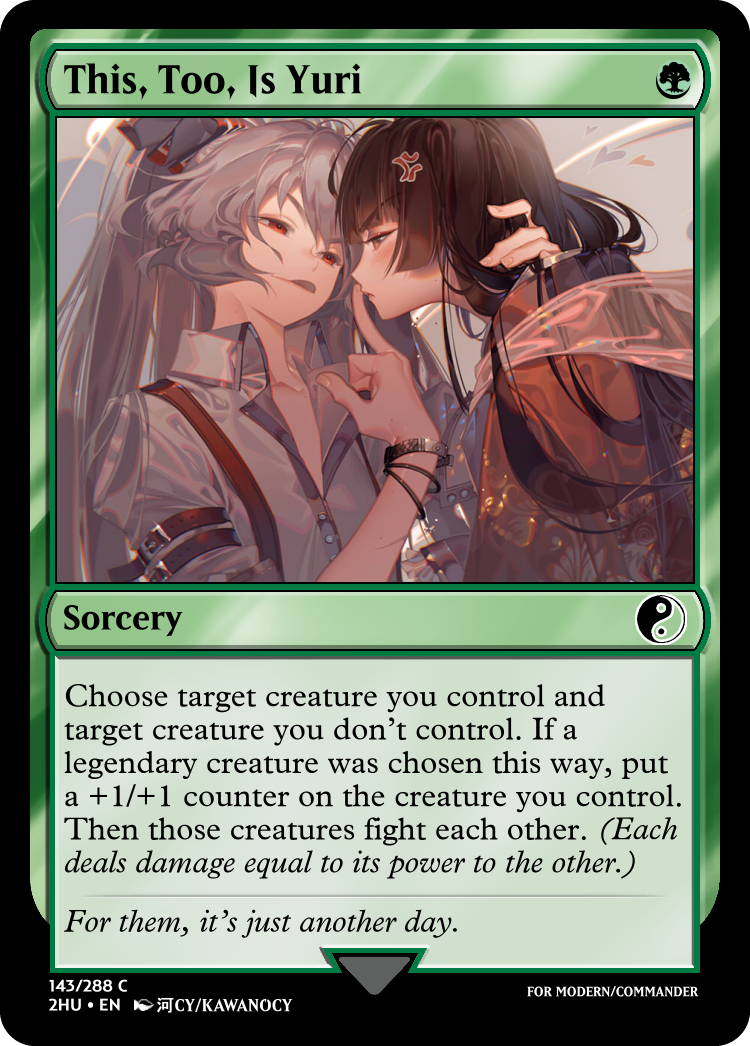 This, Too, Is Yuri
Sorcery
Choose target creature you control and
target creature you don't control. If a
legendary creature was chosen this way, put
a +1/+1 counter on the creature you control.
Then those creatures fight each other. (Each
deals damage equal to its power to the other.)
For them, it's just another day.
143/288 C
2HU • EN 河CY/KAWANOCY
FOR MODERN/COMMANDER